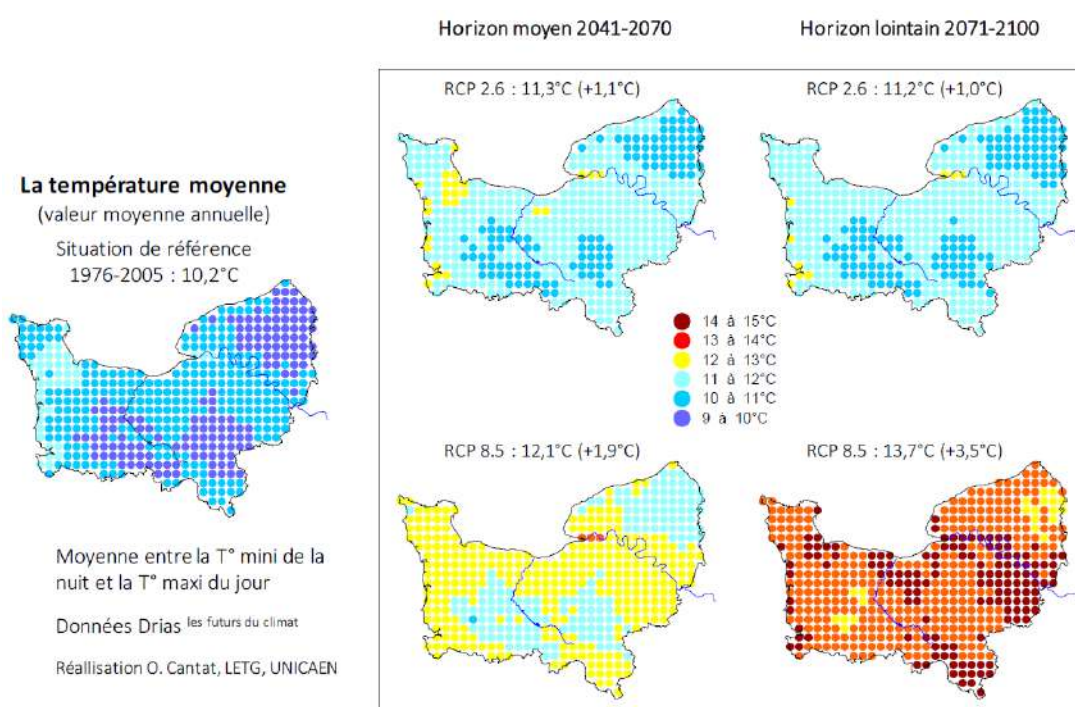 Horizon moyen 2041-2070
Horizon lointain 2071-2100
RCP 2.6 : 11,3°C (+1,1°C)
RCP 2.6 : 11,2°C (+1,0°C)
La température moyenne
(valeur moyenne annuelle)
Situation de référence
1976-2005 : 10,2°C
14 à 15°C
13 à 14°C
12 à 13°C
11 à 12°C
10 à 11°C
9 à 10°C
RCP 8.5 : 12,1°C (+1,9°C)
RCP 8.5 : 13,7°C (+3,5°C)
Moyenne entre la T° mini de la
nuit et la T° maxi du jour
Données Drias les futurs du climat
Réallisation O. Cantat, LETG, UNICAEN